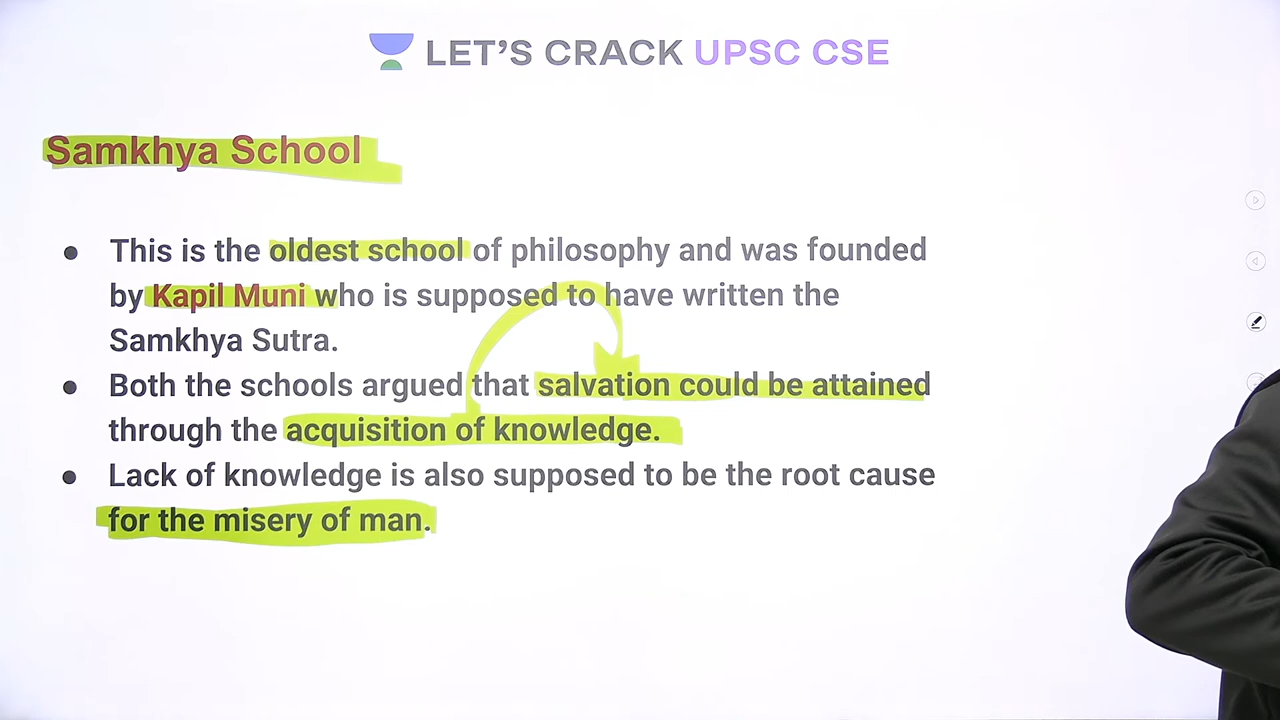 LET'S CRACK UPSC CSE
Samkhya School
● This is the oldest school of philosophy and was founded
by Kapil Muni who is supposed to have written the
Samkhya Sutra.
● Both the schools argued that salvation could be attained
through the acquisition of knowledge.
● Lack of knowledge is also supposed to be the root cause
for the misery of man.